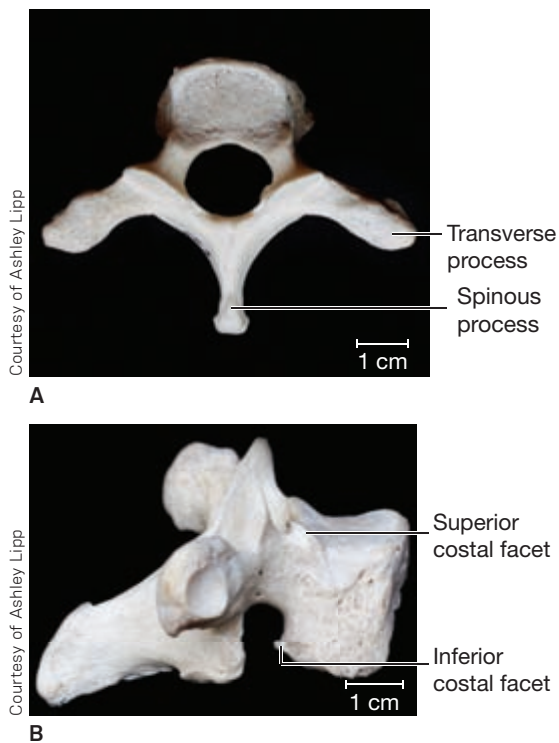 Courtesy of Ashley Lipp
Transverse
process
Spinous
process
1 cm
A
Courtesy of Ashley Lipp
Superior
costal facet
Inferior
costal facet
1 cm
B